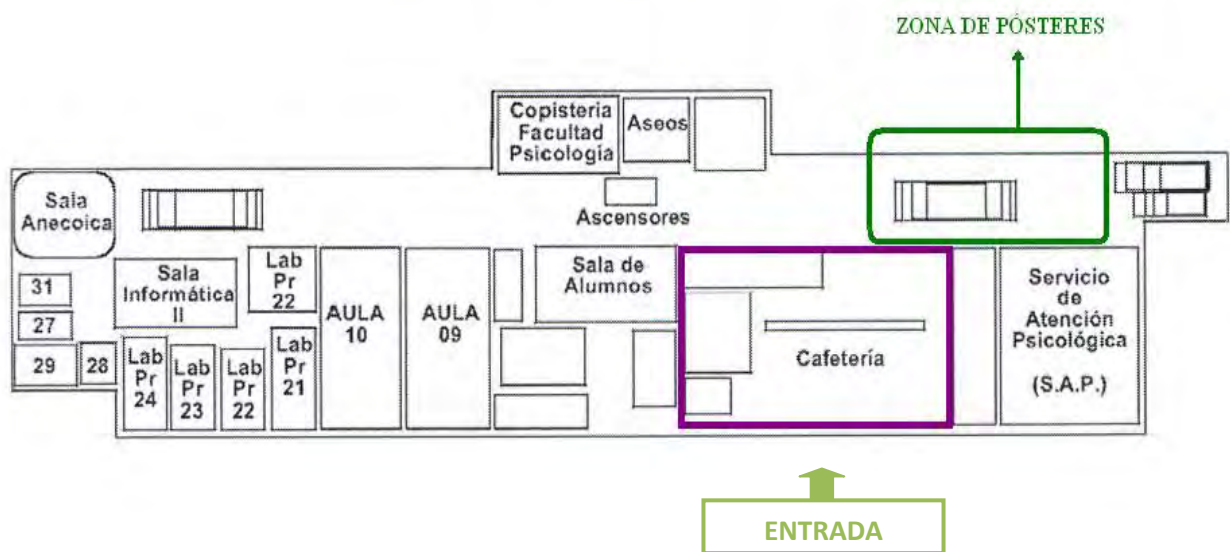 ZONA DE PÓSTERES
Copisteria
Facultad
Psicología
Aseos
Sala
Anecoica
Ascensores
31
27
29
28
Sala
Informática
II
Lab
Pr
22
Lab
Pr
24
Lab
Pr
23
Lab
Pr
22
Lab
Pr
21
AULA
10
AULA
09
Sala de
Alumnos
Cafetería
Servicio
de
Atención
Psicológica
(S.A.P.)
ENTRADA